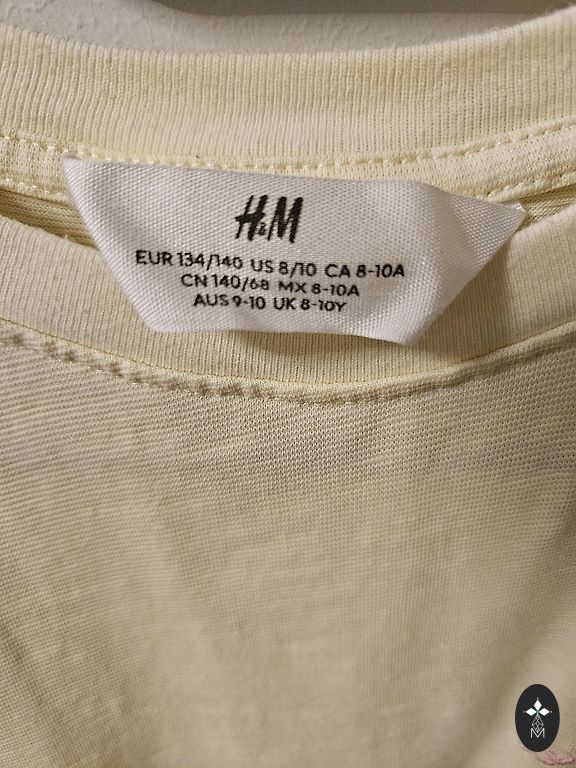 H&M
EUR 134/140 US 8/10 CA 8-10A
CN 140/68 MX 8-10A
AUS 9-10 UK 8-10Y
M